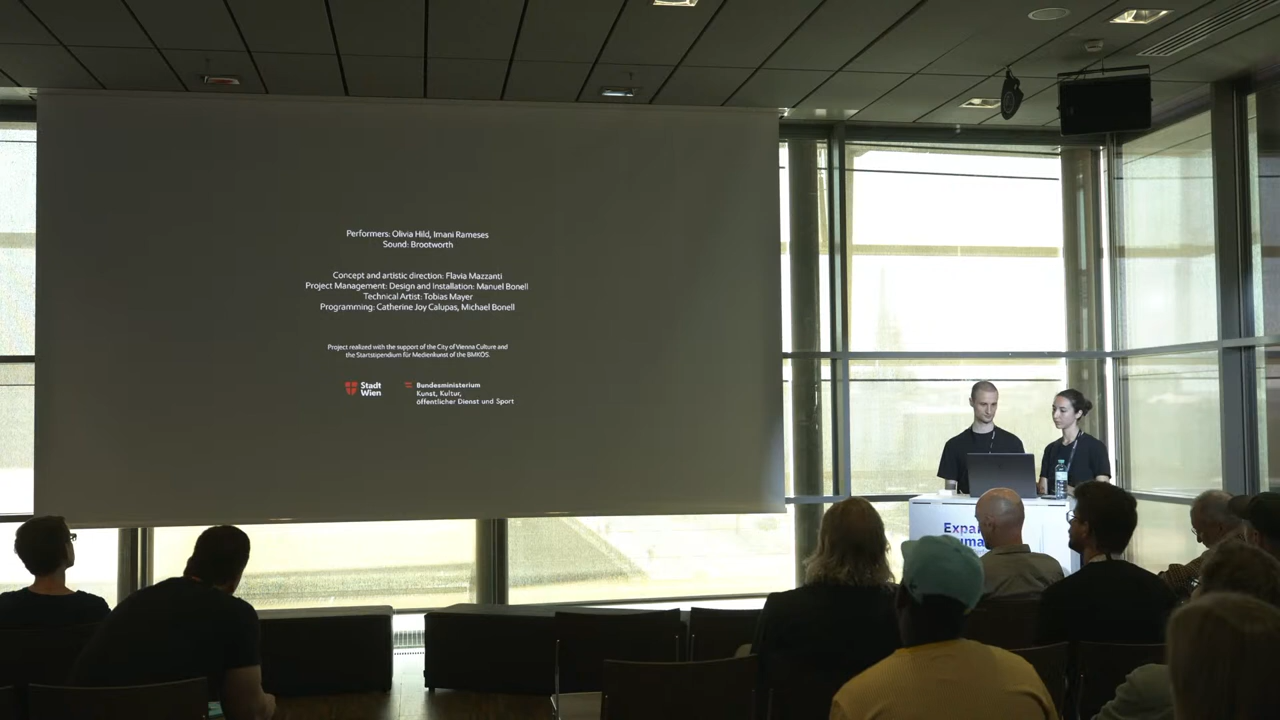 Performers: Olivia Hild, Imani Rameses
Sound: Brootworth
Concept and artistic direction: Flavia Mazzanti
Project Management: Design and Installation: Manuel Bonell
Technical Artist: Tobias Mayer
Programming: Catherine Joy Calupas, Michael Bonell
Project realized with the support of the City of Vienna Culture and
the Startstipendium für Medienkunst of the BMKÖS.
Stadt
Wien
Bundesministerium
Kunst, Kultur,
öffentlicher Dienst und Sport
Expa
uma